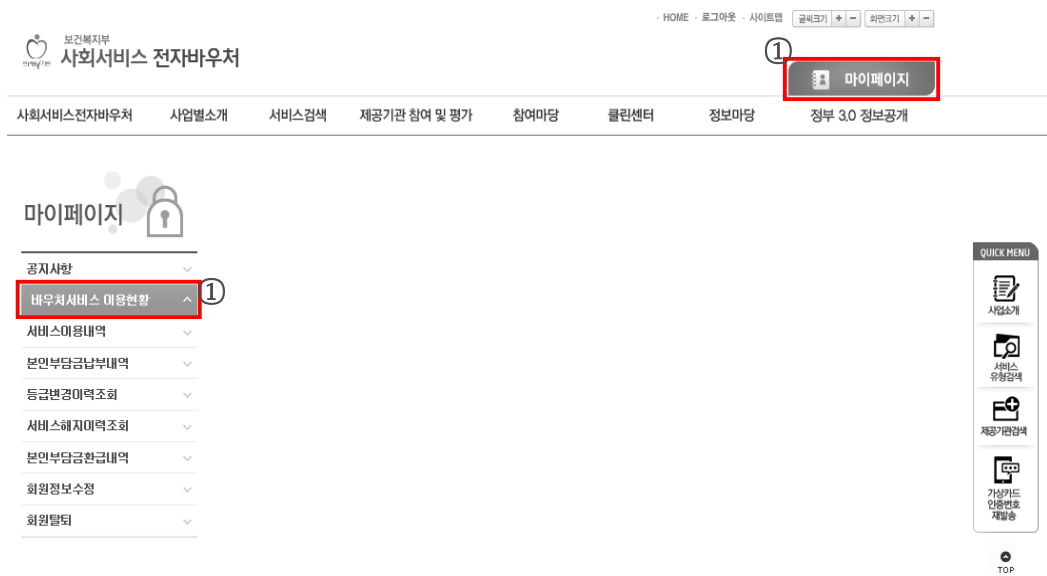 · HOME · 로그아웃 · 사이트맵 글씨크기 + - 화면크기 + -
보건복지부
사회서비스 전자바우처
①
마이페이지
사회서비스전자바우처 사업별소개 서비스검색 제공기관 참여 및 평가 참여마당 클린센터 정보마당 정부 3.0 정보공개
마이페이지
공지사항
바우처서비스 이용현황 ①
서비스이용내역
본인부담금납부내역
등급변경이력조회
서비스해지이력조회
본인부담금환급내역
회원정보수정
회원탈퇴
QUICK MENU
사업소개
서비스
유형검색
제공기관검색
가상카드
인증번호
재발송
TOP